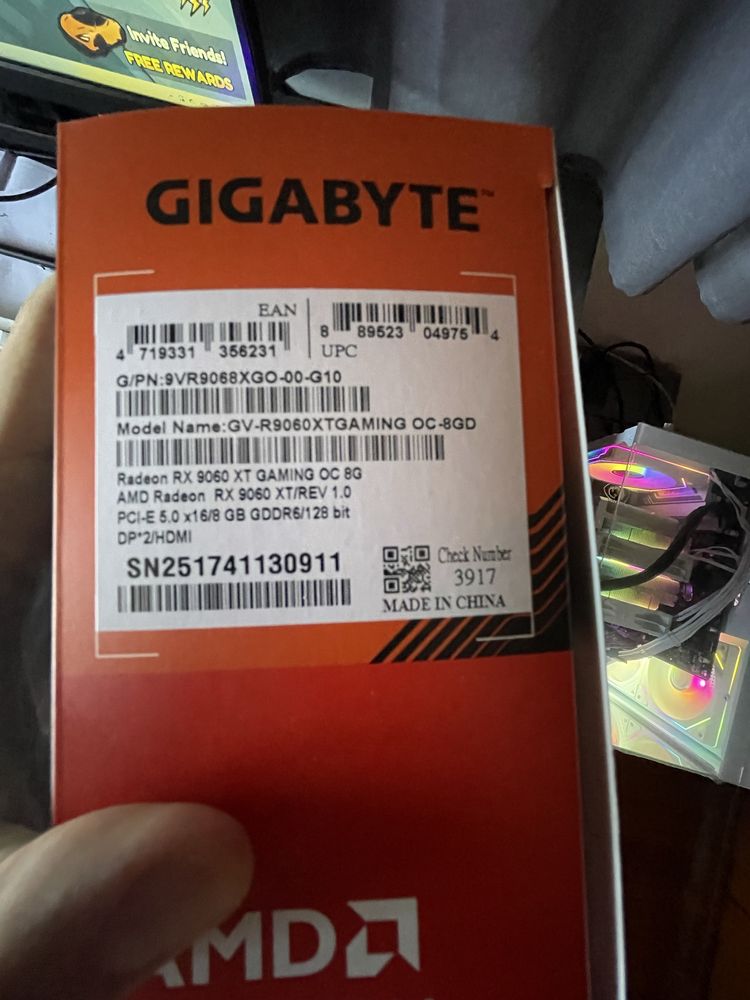 Invite Friends!
FREE REWARDS
GIGABYTE™
EAN
4 719331 356231
8 89523 04975 4
UPC
G/PN:9VR9068XGO-00-G10
Model Name:GV-R9060XTGAMING OC-8GD
Radeon RX 9060 XT GAMING OC 8G
AMD Radeon RX 9060 XT/REV 1.0
PCI-E 5.0 x16/8 GB GDDR6/128 bit
DP*2/HDMI
SN251741130911
Check Number
3917
MADE IN CHINA
AMD